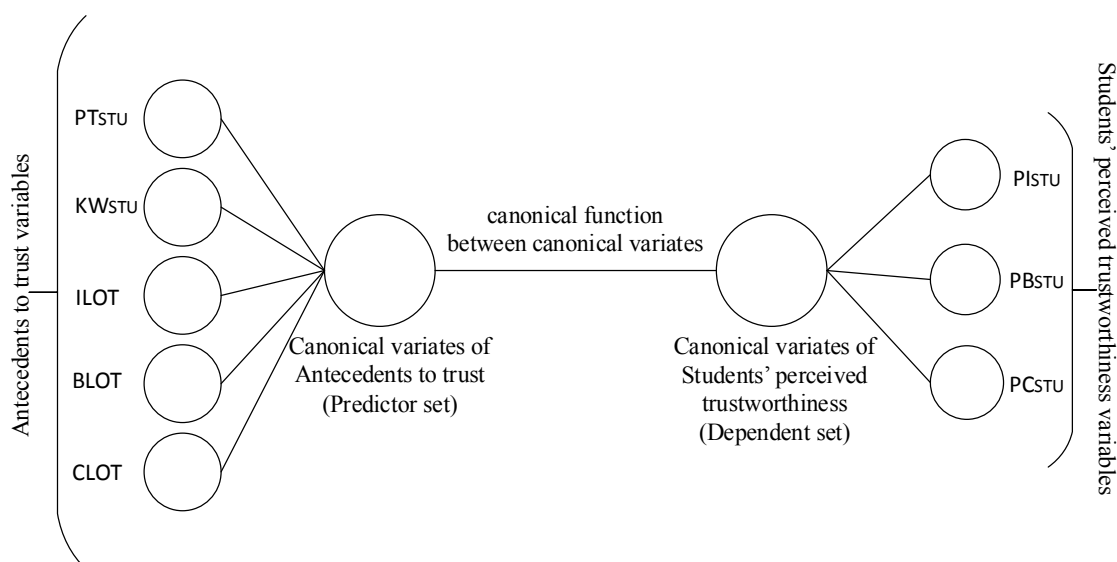 Antecedents to trust variables
PTSTU
KWSTU
ILOT
BLOT
CLOT
Canonical variates of
Antecedents to trust
(Predictor set)
canonical function
between canonical variates
Canonical variates of
Students’ perceived
trustworthiness
(Dependent set)
PISTU
PBSTU
PCSTU
Students’ perceived trustworthiness variables